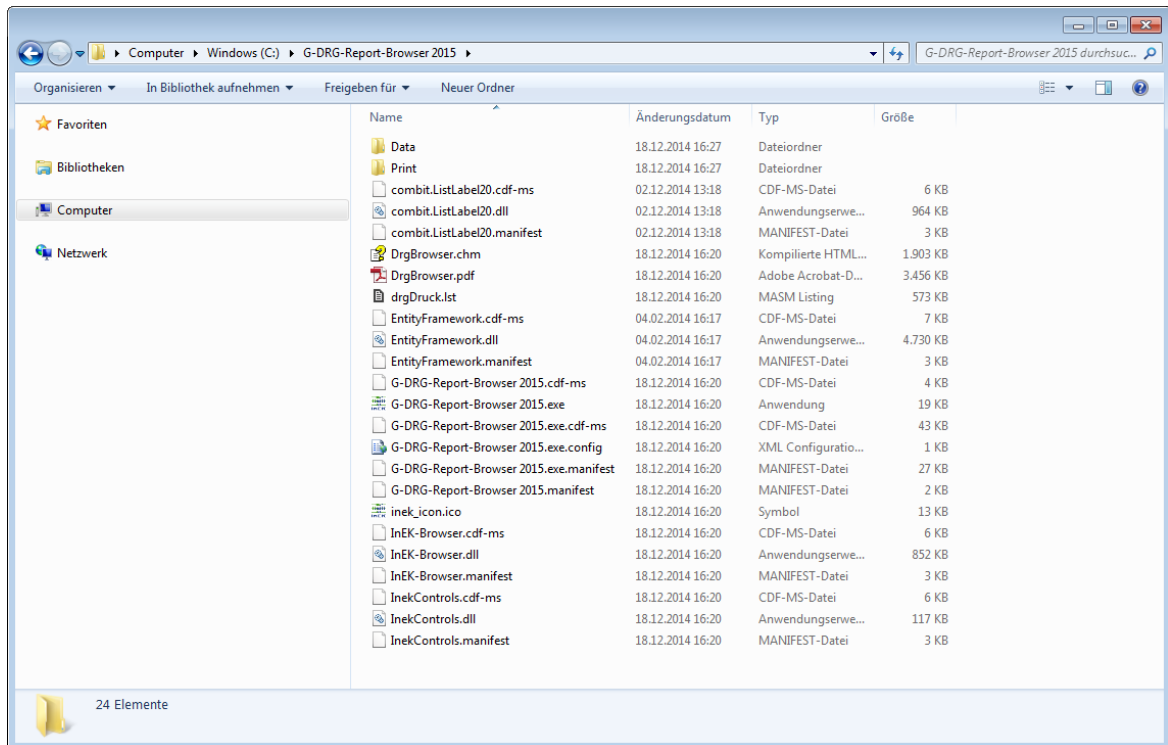 Computer Windows (C:) G-DRG-Report-Browser 2015 G-DRG-Report-Browser 2015 durchsuc...
Organisieren In Bibliothek aufnehmen Freigeben für Neuer Ordner
Favoriten
Bibliotheken
Computer
Netzwerk
Name Änderungsdatum Typ Größe
Data 18.12.2014 16:27 Dateiordner
Print 18.12.2014 16:27 Dateiordner
combit.ListLabel20.cdf-ms 02.12.2014 13:18 CDF-MS-Datei 6 KB
combit.ListLabel20.dll 02.12.2014 13:18 Anwendungserwe... 964 KB
combit.ListLabel20.manifest 02.12.2014 13:18 MANIFEST-Datei 3 KB
DrgBrowser.chm 18.12.2014 16:20 Kompilierte HTML... 1.903 KB
DrgBrowser.pdf 18.12.2014 16:20 Adobe Acrobat-D... 3.456 KB
drgDruck.lst 18.12.2014 16:20 MASM Listing 573 KB
EntityFramework.cdf-ms 04.02.2014 16:17 CDF-MS-Datei 7 KB
EntityFramework.dll 04.02.2014 16:17 Anwendungserwe... 4.730 KB
EntityFramework.manifest 04.02.2014 16:17 MANIFEST-Datei 3 KB
G-DRG-Report-Browser 2015.cdf-ms 18.12.2014 16:20 CDF-MS-Datei 4 KB
G-DRG-Report-Browser 2015.exe 18.12.2014 16:20 Anwendung 19 KB
G-DRG-Report-Browser 2015.exe.cdf-ms 18.12.2014 16:20 CDF-MS-Datei 43 KB
G-DRG-Report-Browser 2015.exe.config 18.12.2014 16:20 XML Configuratio... 1 KB
G-DRG-Report-Browser 2015.exe.manifest 18.12.2014 16:20 MANIFEST-Datei 27 KB
G-DRG-Report-Browser 2015.manifest 18.12.2014 16:20 MANIFEST-Datei 2 KB
inek_icon.ico 18.12.2014 16:20 Symbol 13 KB
InEK-Browser.cdf-ms 18.12.2014 16:20 CDF-MS-Datei 6 KB
InEK-Browser.dll 18.12.2014 16:20 Anwendungserwe... 852 KB
InEK-Browser.manifest 18.12.2014 16:20 MANIFEST-Datei 3 KB
InekControls.cdf-ms 18.12.2014 16:20 CDF-MS-Datei 6 KB
InekControls.dll 18.12.2014 16:20 Anwendungserwe... 117 KB
InekControls.manifest 18.12.2014 16:20 MANIFEST-Datei 3 KB
24 Elemente